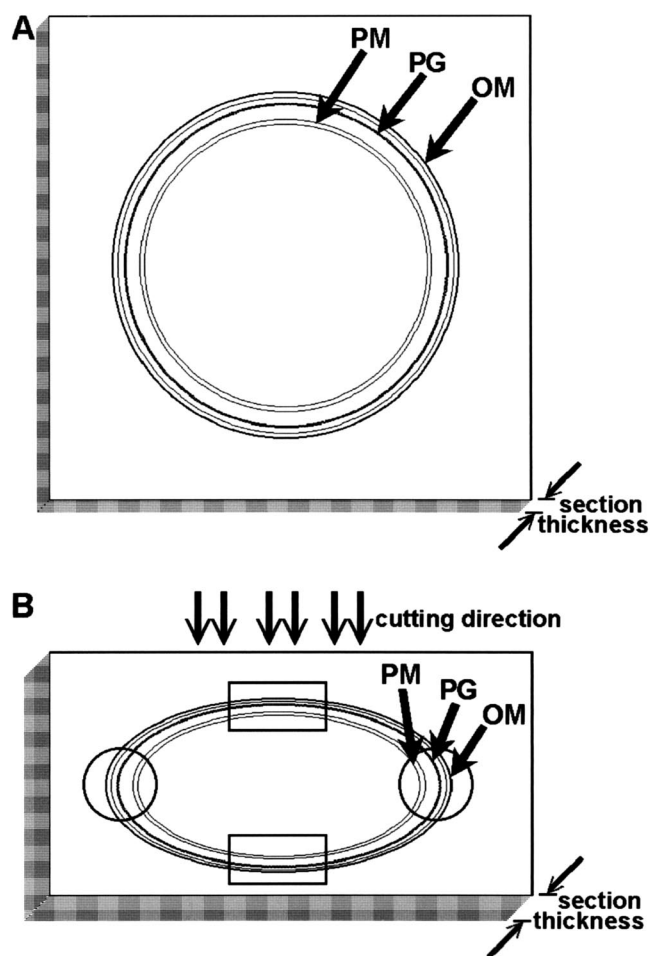 A
PM
PG
OM
section
thickness
B
cutting direction
PM
PG
OM
section
thickness